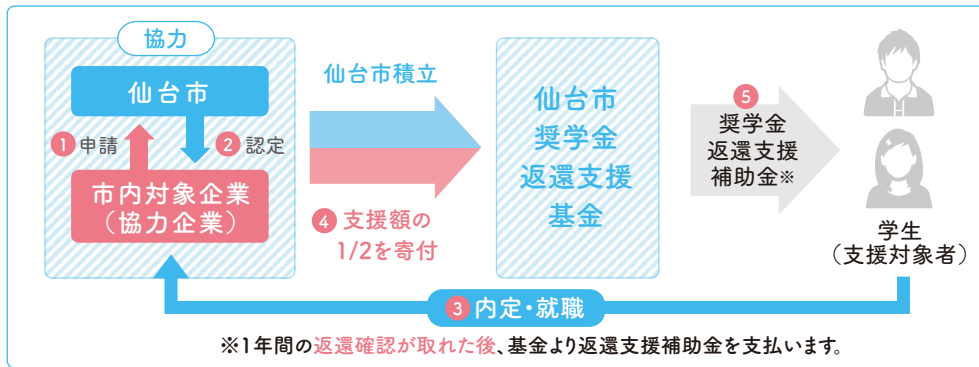 協力
仙台市
1 申請
2 認定
市内対象企業
（協力企業）
仙台市積立
4 支援額の
1/2を寄付
仙台市
奨学金
返還支援
基金
5
奨学金
返還支援
補助金※
学生
（支援対象者）
3 内定・就職
※1年間の返還確認が取れた後、基金より返還支援補助金を支払います。